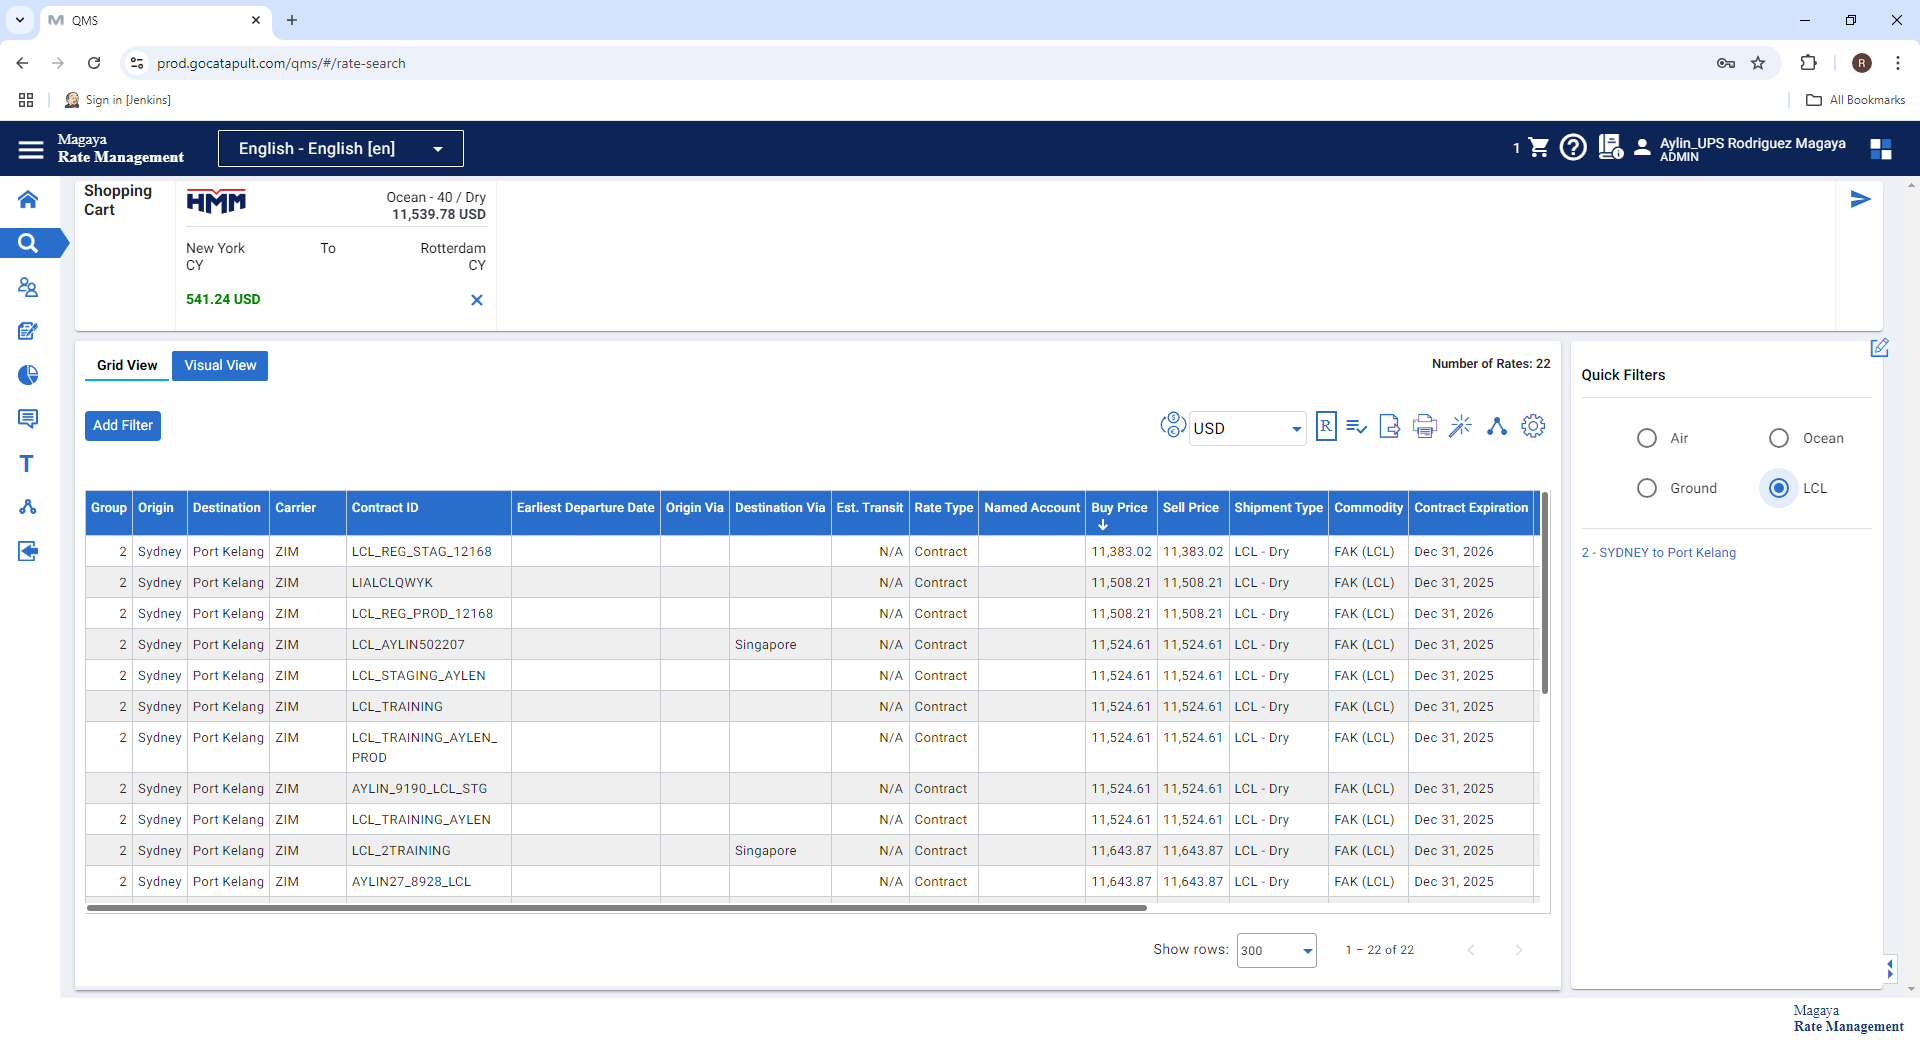 QMS
prod.gocatapult.com/qms/#/rate-search
R
Sign in [Jenkins]
All Bookmarks
Magaya
Rate Management
English - English [en]
1
Aylin_UPS Rodriguez Magaya
ADMIN
Shopping
Cart
HMM
Ocean - 40 / Dry
11,539.78 USD
New York To Rotterdam
CY CY
541.24 USD
Grid View Visual View Number of Rates: 22
Add Filter
USD
R
Quick Filters
Air Ocean
Ground LCL
2 - SYDNEY to Port Kelang
Group Origin Destination Carrier Contract ID Earliest Departure Date Origin Via Destination Via Est. Transit Rate Type Named Account Buy Price Sell Price Shipment Type Commodity Contract Expiration
2 Sydney Port Kelang ZIM LCL_REG_STAG_12168 N/A Contract 11,383.02 11,383.02 LCL - Dry FAK (LCL) Dec 31, 2026
2 Sydney Port Kelang ZIM LIALCLQWYK N/A Contract 11,508.21 11,508.21 LCL - Dry FAK (LCL) Dec 31, 2025
2 Sydney Port Kelang ZIM LCL_REG_PROD_12168 N/A Contract 11,508.21 11,508.21 LCL - Dry FAK (LCL) Dec 31, 2026
2 Sydney Port Kelang ZIM LCL_AYLIN502207 Singapore N/A Contract 11,524.61 11,524.61 LCL - Dry FAK (LCL) Dec 31, 2025
2 Sydney Port Kelang ZIM LCL_STAGING_AYLEN N/A Contract 11,524.61 11,524.61 LCL - Dry FAK (LCL) Dec 31, 2025
2 Sydney Port Kelang ZIM LCL_TRAINING N/A Contract 11,524.61 11,524.61 LCL - Dry FAK (LCL) Dec 31, 2025
2 Sydney Port Kelang ZIM LCL_TRAINING_AYLEN_ N/A Contract 11,524.61 11,524.61 LCL - Dry FAK (LCL) Dec 31, 2025
PROD
2 Sydney Port Kelang ZIM AYLIN_9190_LCL_STG N/A Contract 11,524.61 11,524.61 LCL - Dry FAK (LCL) Dec 31, 2025
2 Sydney Port Kelang ZIM LCL_TRAINING_AYLEN N/A Contract 11,524.61 11,524.61 LCL - Dry FAK (LCL) Dec 31, 2025
2 Sydney Port Kelang ZIM LCL_2TRAINING Singapore N/A Contract 11,643.87 11,643.87 LCL - Dry FAK (LCL) Dec 31, 2025
2 Sydney Port Kelang ZIM AYLIN27_8928_LCL N/A Contract 11,643.87 11,643.87 LCL - Dry FAK (LCL) Dec 31, 2025
Show rows: 300 1 – 22 of 22
Magaya
Rate Management